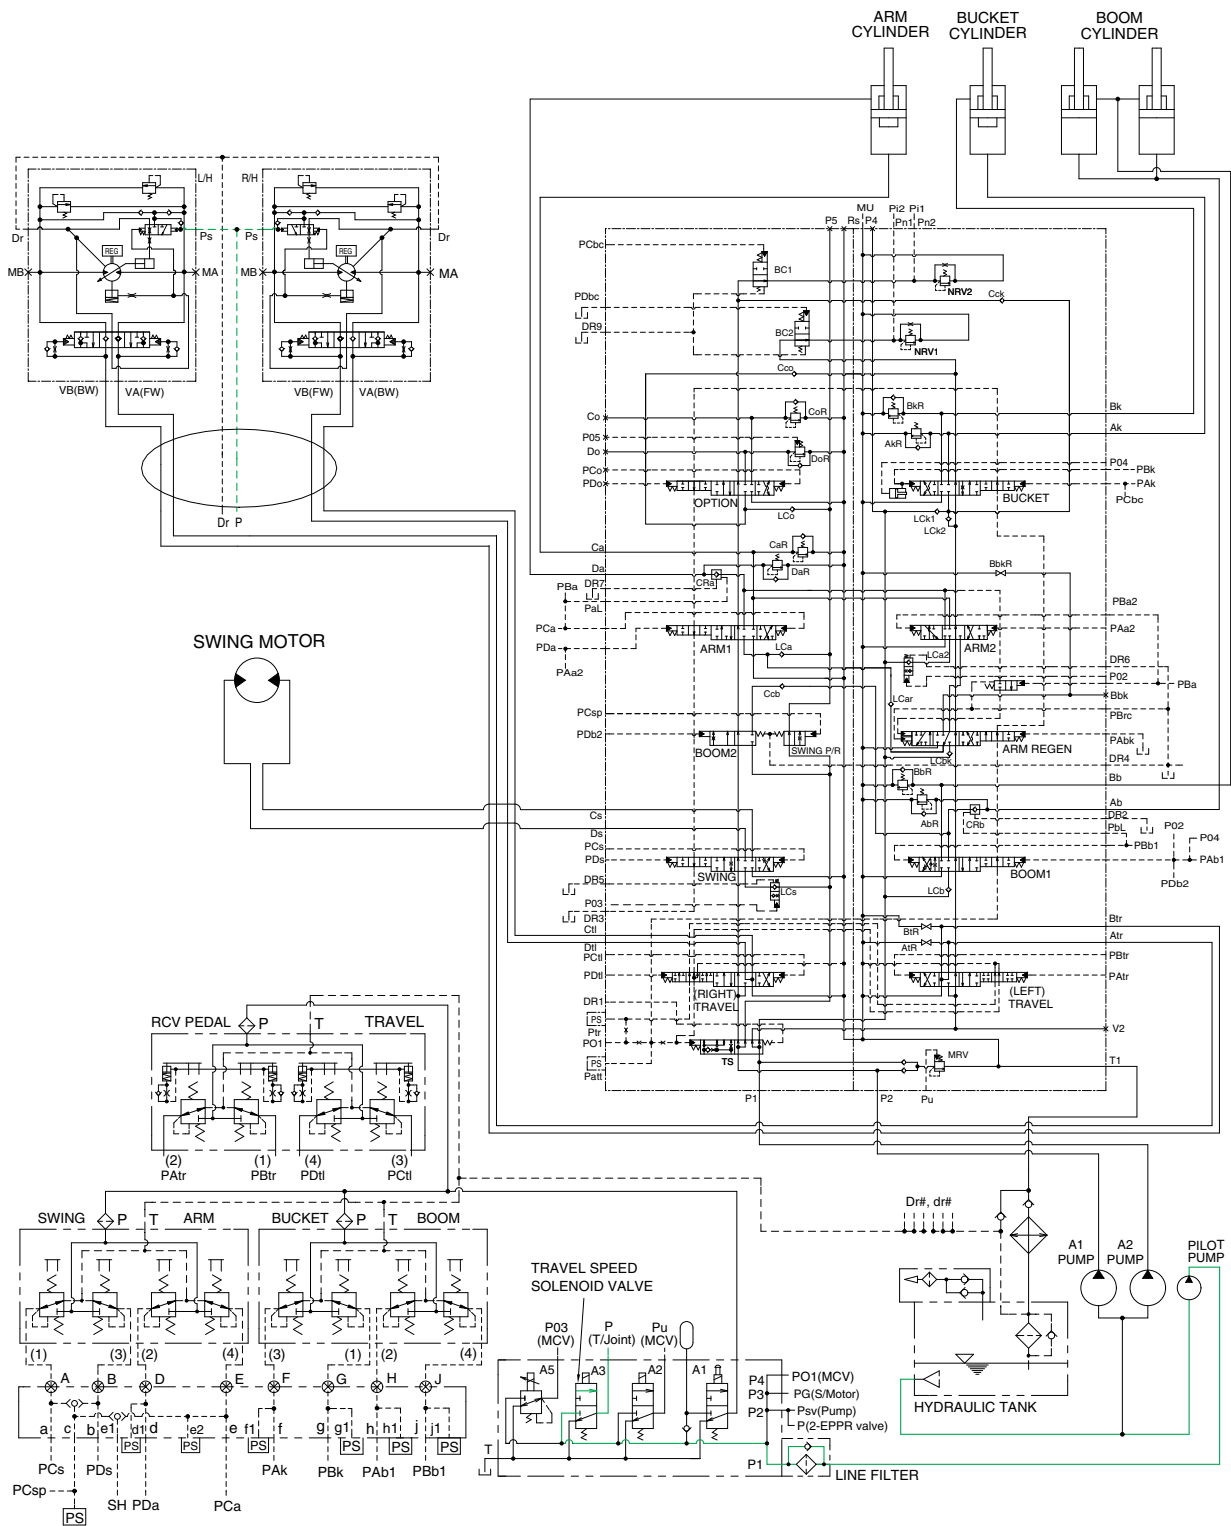 ARM
CYLINDER
BUCKET
CYLINDER
BOOM
CYLINDER
L/H
R/H
Dr
Ps
Ps
Dr
REG
REG
MB
MA
MB
MA
VB(BW)
VA(FW)
VB(FW)
VA(BW)
Dr P
MU
P5
Rs
P4
Pi2
Pi1
Pn1
Pn2
PCbc
BC1
NRV2
Cck
PDbc
DR9
BC2
NRV1
Cco
Co
CoR
BkR
Bk
AkR
Ak
P05
Do
DoR
PCo
PDo
P04
PBk
PAk
PCbc
OPTION
BUCKET
LCo
LCk1
LCk2
Ca
CaR
Da
DaR
CRa
BbkR
PBa
DR7
PaL
PBa2
PCa
PAa2
PDa
ARM1
ARM2
PAa2
LCa
LCa2
DR6
P02
PBa
Ccb
LCar
Bbk
PCsp
PBrc
PDb2
PAbk
BOOM2
SWING P/R
ARM REGEN
LCbk
DR4
BbR
Bb
AbR
CRb
Ab
DR2
PbL
Cs
Ds
PCs
PBb1
P02
P04
PDs
PAb1
SWING
BOOM1
PDb2
DR5
LCs
LCb
P03
DR3
Ctl
BtR
Btr
Dtl
AtR
Atr
PCtl
PBtr
PDtl
PAtr
(RIGHT)
TRAVEL
(LEFT)
TRAVEL
DR1
PS
Ptr
PO1
V2
TS
PS
Patt
MRV
T1
P1
P2
Pu
SWING MOTOR
RCV PEDAL
P
T
TRAVEL
(2)
(1)
(4)
(3)
PAtr
PBtr
PDtl
PCtl
SWING
P
T
ARM
BUCKET
P
T
BOOM
(1)
(3)
(2)
(4)
(3)
(1)
(2)
(4)
A
B
D
E
F
G
H
J
a
c
b
e1
d1
d
e2
e
f1
f
g
g1
h
h1
j
j1
PS
PS
PS
PS
PS
PS
PCs
PDs
PAk
PBk
PAb1
PBb1
PCsp
SH
PDa
PCa
PS
TRAVEL SPEED
SOLENOID VALVE
P03
(MCV)
P
(T/Joint)
Pu
(MCV)
A5
A3
A2
A1
T
P4
P3
P2
P1
PO1(MCV)
PG(S/Motor)
Psv(Pump)
P(2-EPPR valve)
LINE FILTER
Dr#, dr#
A1
PUMP
A2
PUMP
PILOT
PUMP
HYDRAULIC TANK